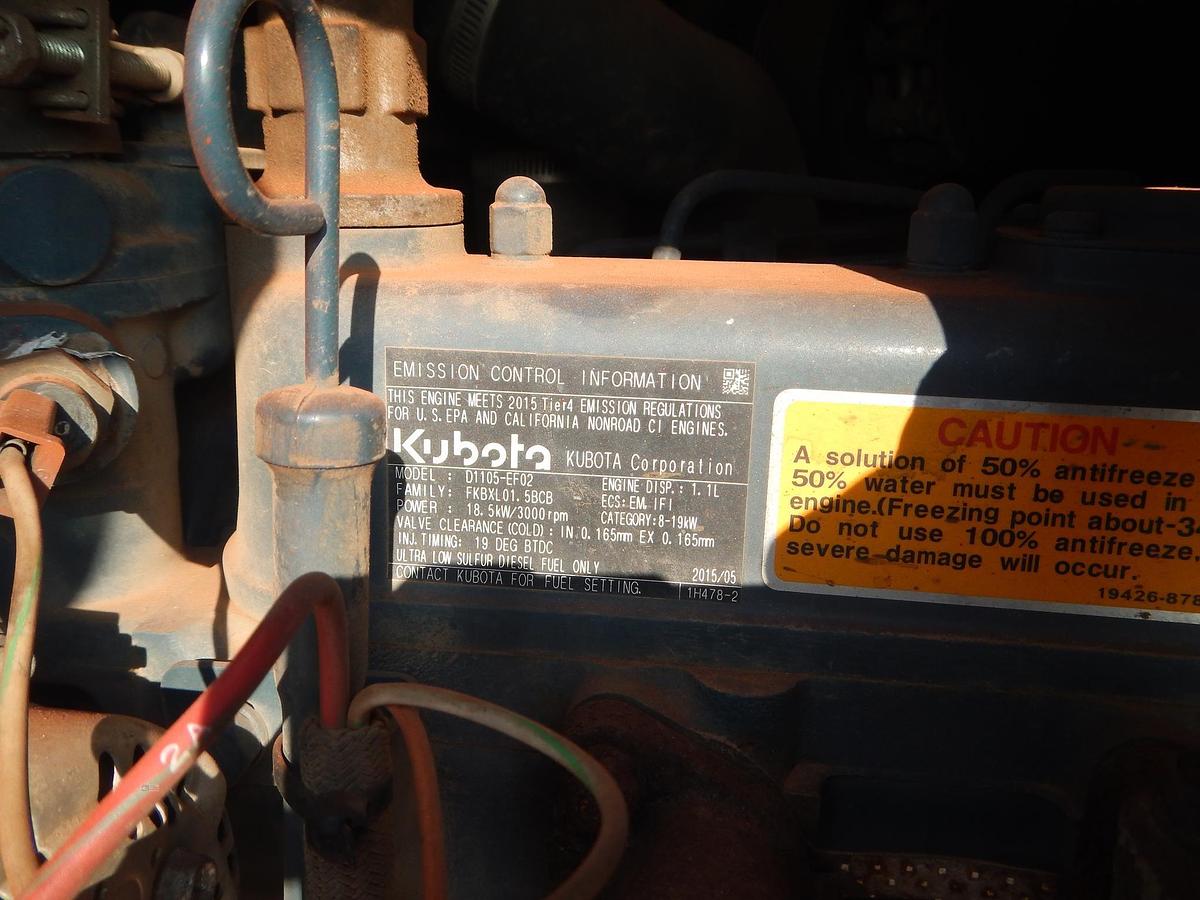 EMISSION CONTROL INFORMATION
THIS ENGINE MEETS 2015 Tier4 EMISSION REGULATIONS
FOR U.S. EPA AND CALIFORNIA NONROAD CI ENGINES.
Kubota KUBOTA Corporation
MODEL : D1105-EF02 ENGINE DISP.: 1.1L
FAMILY: FKBXL01.5BCB ECS: EM, IFI
POWER : 18.5kW/3000rpm CATEGORY:8-19kW
VALVE CLEARANCE (COLD) : IN 0.165mm EX 0.165mm
INJ. TIMING: 19 DEG BTDC
ULTRA LOW SULFUR DIESEL FUEL ONLY 2015/05
CONTACT KUBOTA FOR FUEL SETTING. 1H478-2
CAUTION
A solution of 50% antifreeze
50% water must be used in
engine.(Freezing point about-3
Do not use 100% antifreeze,
severe damage will occur.
19426-878
21